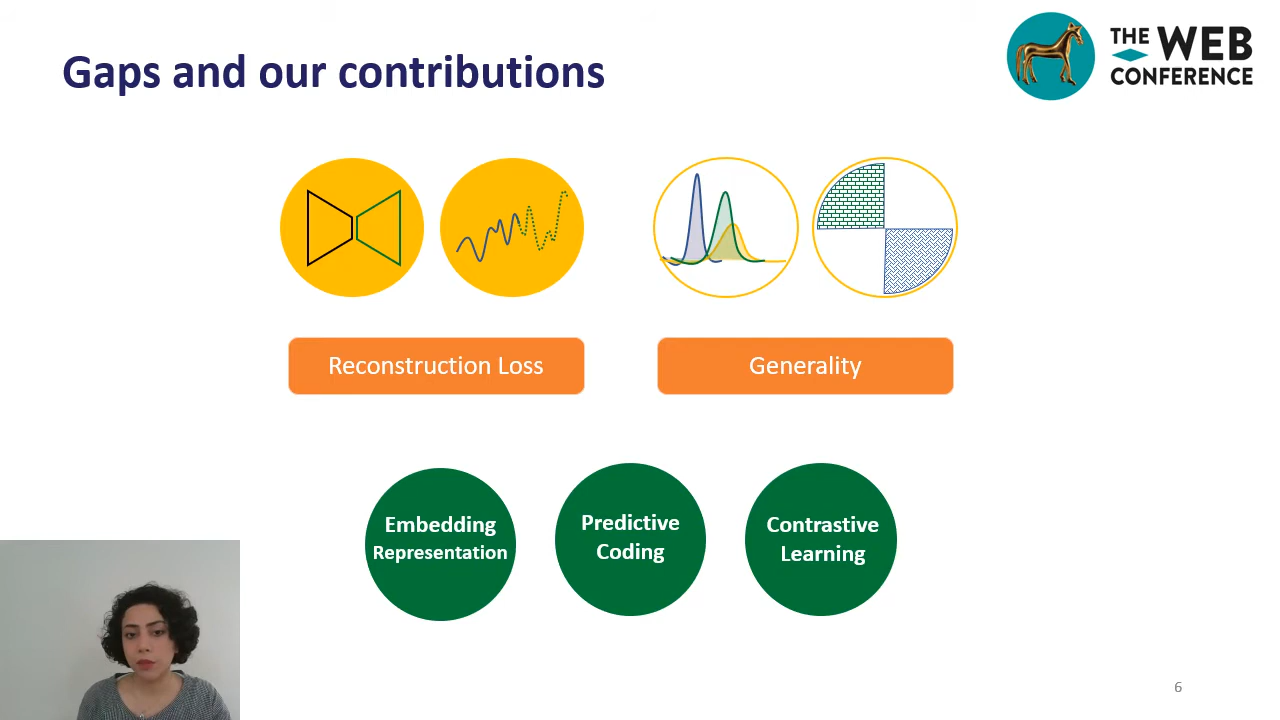 Gaps and our contributions
THE WEB
CONFERENCE
Reconstruction Loss
Generality
Embedding
Representation
Predictive
Coding
Contrastive
Learning
6